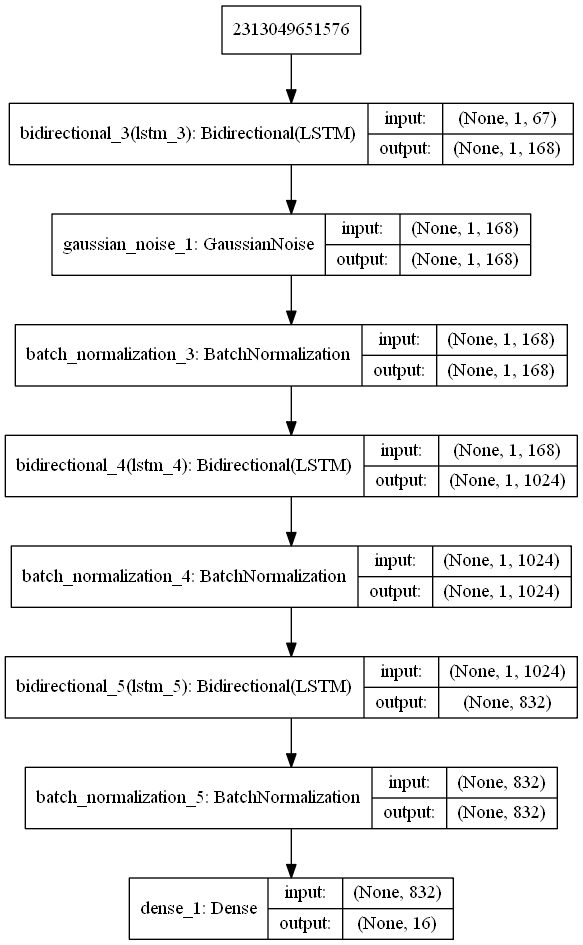 2313049651576
bidirectional_3(lstm_3): Bidirectional(LSTM)
input: (None, 1, 67)
output: (None, 1, 168)
gaussian_noise_1: GaussianNoise
input: (None, 1, 168)
output: (None, 1, 168)
batch_normalization_3: BatchNormalization
input: (None, 1, 168)
output: (None, 1, 168)
bidirectional_4(lstm_4): Bidirectional(LSTM)
input: (None, 1, 168)
output: (None, 1, 1024)
batch_normalization_4: BatchNormalization
input: (None, 1, 1024)
output: (None, 1, 1024)
bidirectional_5(lstm_5): Bidirectional(LSTM)
input: (None, 1, 1024)
output: (None, 832)
batch_normalization_5: BatchNormalization
input: (None, 832)
output: (None, 832)
dense_1: Dense
input: (None, 832)
output: (None, 16)